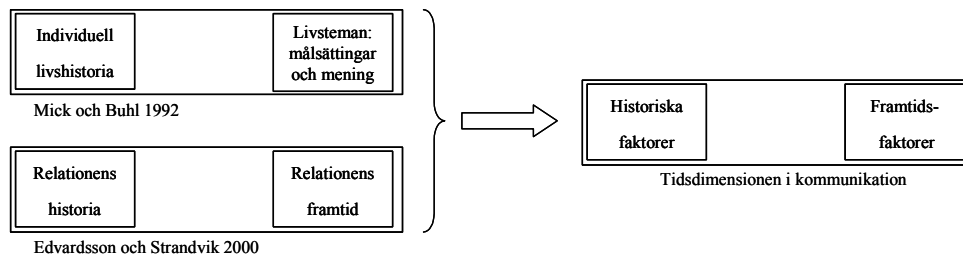 Individuell
livshistoria
Livsteman:
målsättingar
och mening
Mick och Buhl 1992
Relationens
historia
Relationens
framtid
Edvardsson och Strandvik 2000
Historiska
faktorer
Framtids-
faktorer
Tidsdimensionen i kommunikation